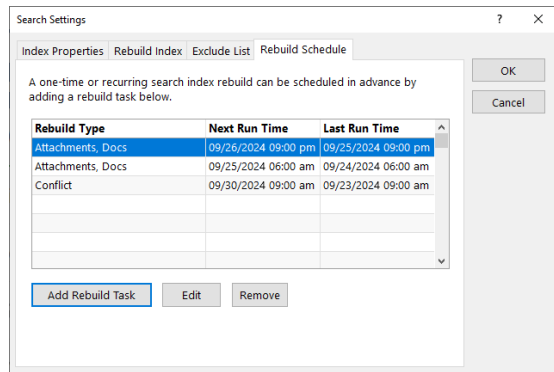 Search Settings
?
Index Properties Rebuild Index Exclude List Rebuild Schedule
OK
Cancel
A one-time or recurring search index rebuild can be scheduled in advance by
adding a rebuild task below.
Rebuild Type Next Run Time Last Run Time
Attachments, Docs 09/26/2024 09:00 pm 09/25/2024 09:00 pm
Attachments, Docs 09/25/2024 06:00 am 09/24/2024 06:00 am
Conflict 09/30/2024 09:00 am 09/23/2024 09:00 am
Add Rebuild Task Edit Remove